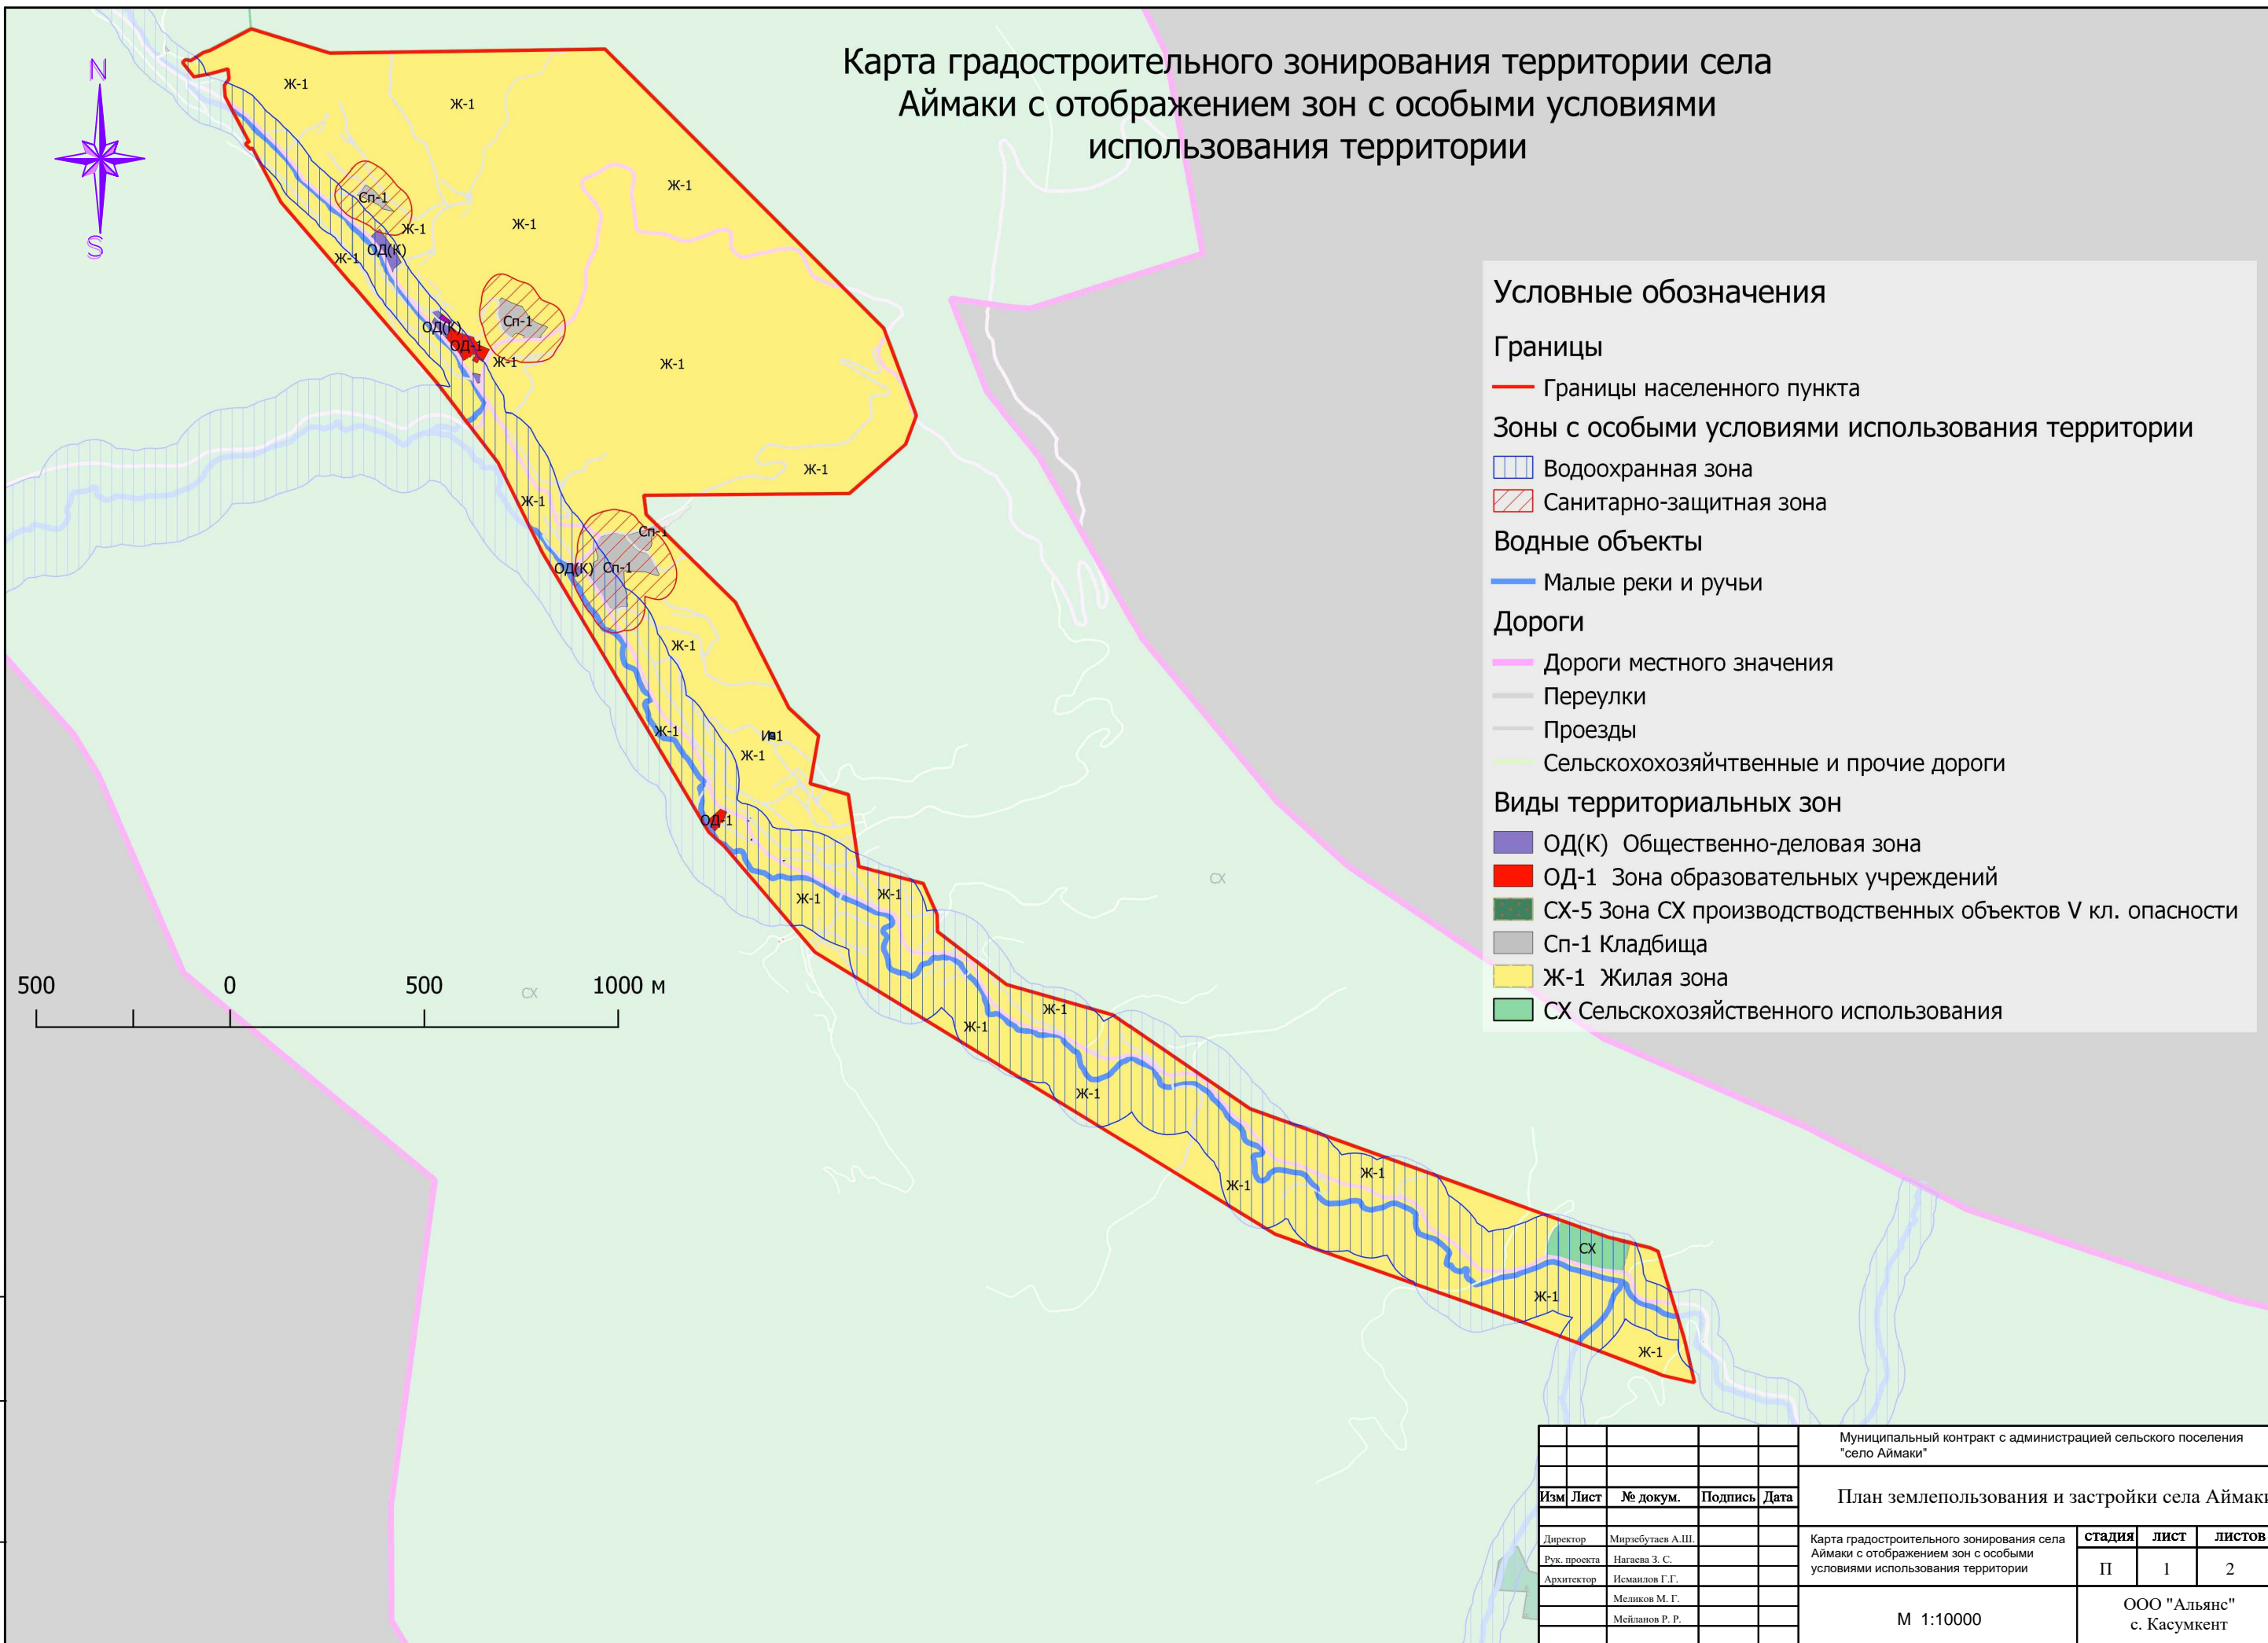 Карта градостроительного зонирования территории села
Аймаки с отображением зон с особыми условиями
использования территории
N
S
Ж-1
Ж-1
Ж-1
Сп-1
Ж-1
Ж-1
ОД(К)
Ж-1
Сп-1
ОД(К)
ОД-1
Ж-1
Ж-1
Ж-1
Ж-1
Сп-1
ОД(К)
Сп-1
Ж-1
Ж-1
Ж-1
ОД-1
Ж-1
Ж-1
СХ
СХ
Ж-1
Ж-1
Ж-1
Ж-1
Ж-1
СХ
Ж-1
Ж-1
500
0
500
1000 м
Условные обозначения
Границы
Границы населенного пункта
Зоны с особыми условиями использования территории
Водоохранная зона
Санитарно-защитная зона
Водные объекты
Малые реки и ручьи
Дороги
Дороги местного значения
Переулки
Проезды
Сельскохохозяйчтвенные и прочие дороги
Виды территориальных зон
ОД(К) Общественно-деловая зона
ОД-1 Зона образовательных учреждений
СХ-5 Зона СХ производстводственных объектов V кл. опасности
Сп-1 Кладбища
Ж-1 Жилая зона
СХ Сельскохозяйственного использования
Муниципальный контракт с администрацией сельского поселения
"село Аймаки"
Изм Лист № докум. Подпись Дата
План землепользования и застройки села Аймаки
Директор Мирзебутаев А.Ш.
Рук. проекта Нагаева З. С.
Архитектор Исмаилов Г.Г.
Меликов М. Г.
Мейланов Р. Р.
Карта градостроительного зонирования села
Аймаки с отображением зон с особыми
условиями использования территории
стадия лист листов
П 1 2
М 1:10000
ООО "Альянс"
с. Касумкент